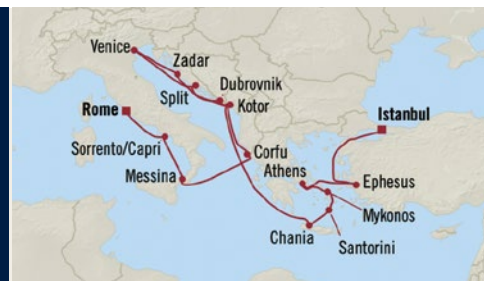 Venice
Zadar
Split
Dubrovnik
Kotor
Rome
Istanbul
Sorrento/Capri
Corfu
Messina
Athens
Ephesus
Mykonos
Chania
Santorini